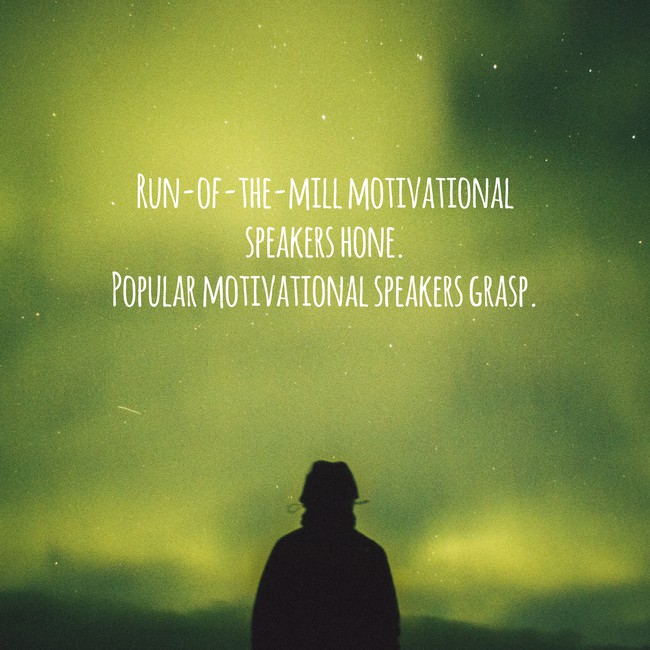 Run-of-the-mill motivational
speakers hone.
Popular motivational speakers grasp.